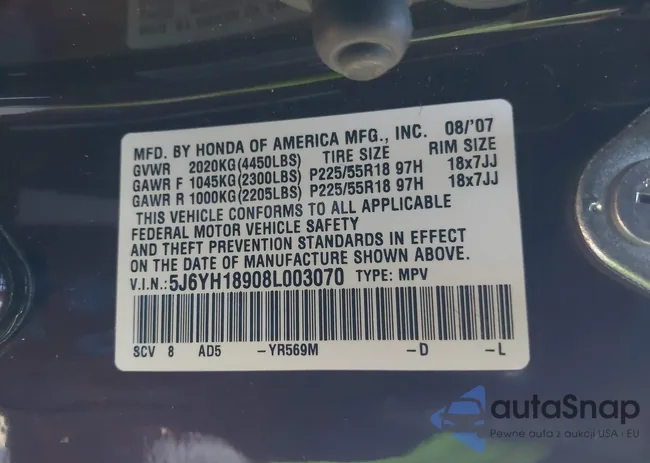 MFD. BY HONDA OF AMERICA MFG., INC. 08/'07
GVWR 2020KG(4450LBS) TIRE SIZE RIM SIZE
GAWR F 1045KG(2300LBS) P225/55R18 97H 18x7JJ
GAWR R 1000KG(2205LBS) P225/55R18 97H 18x7JJ
THIS VEHICLE CONFORMS TO ALL APPLICABLE
FEDERAL MOTOR VEHICLE SAFETY
AND THEFT PREVENTION STANDARDS IN EFFECT
ON THE DATE OF MANUFACTURE SHOWN ABOVE.
V.I.N.: 5J6YH18908L003070 TYPE: MPV
SCV 8 AD5 -YR569M -D -L
autaSnap
Pewne auta z aukcji USA i EU